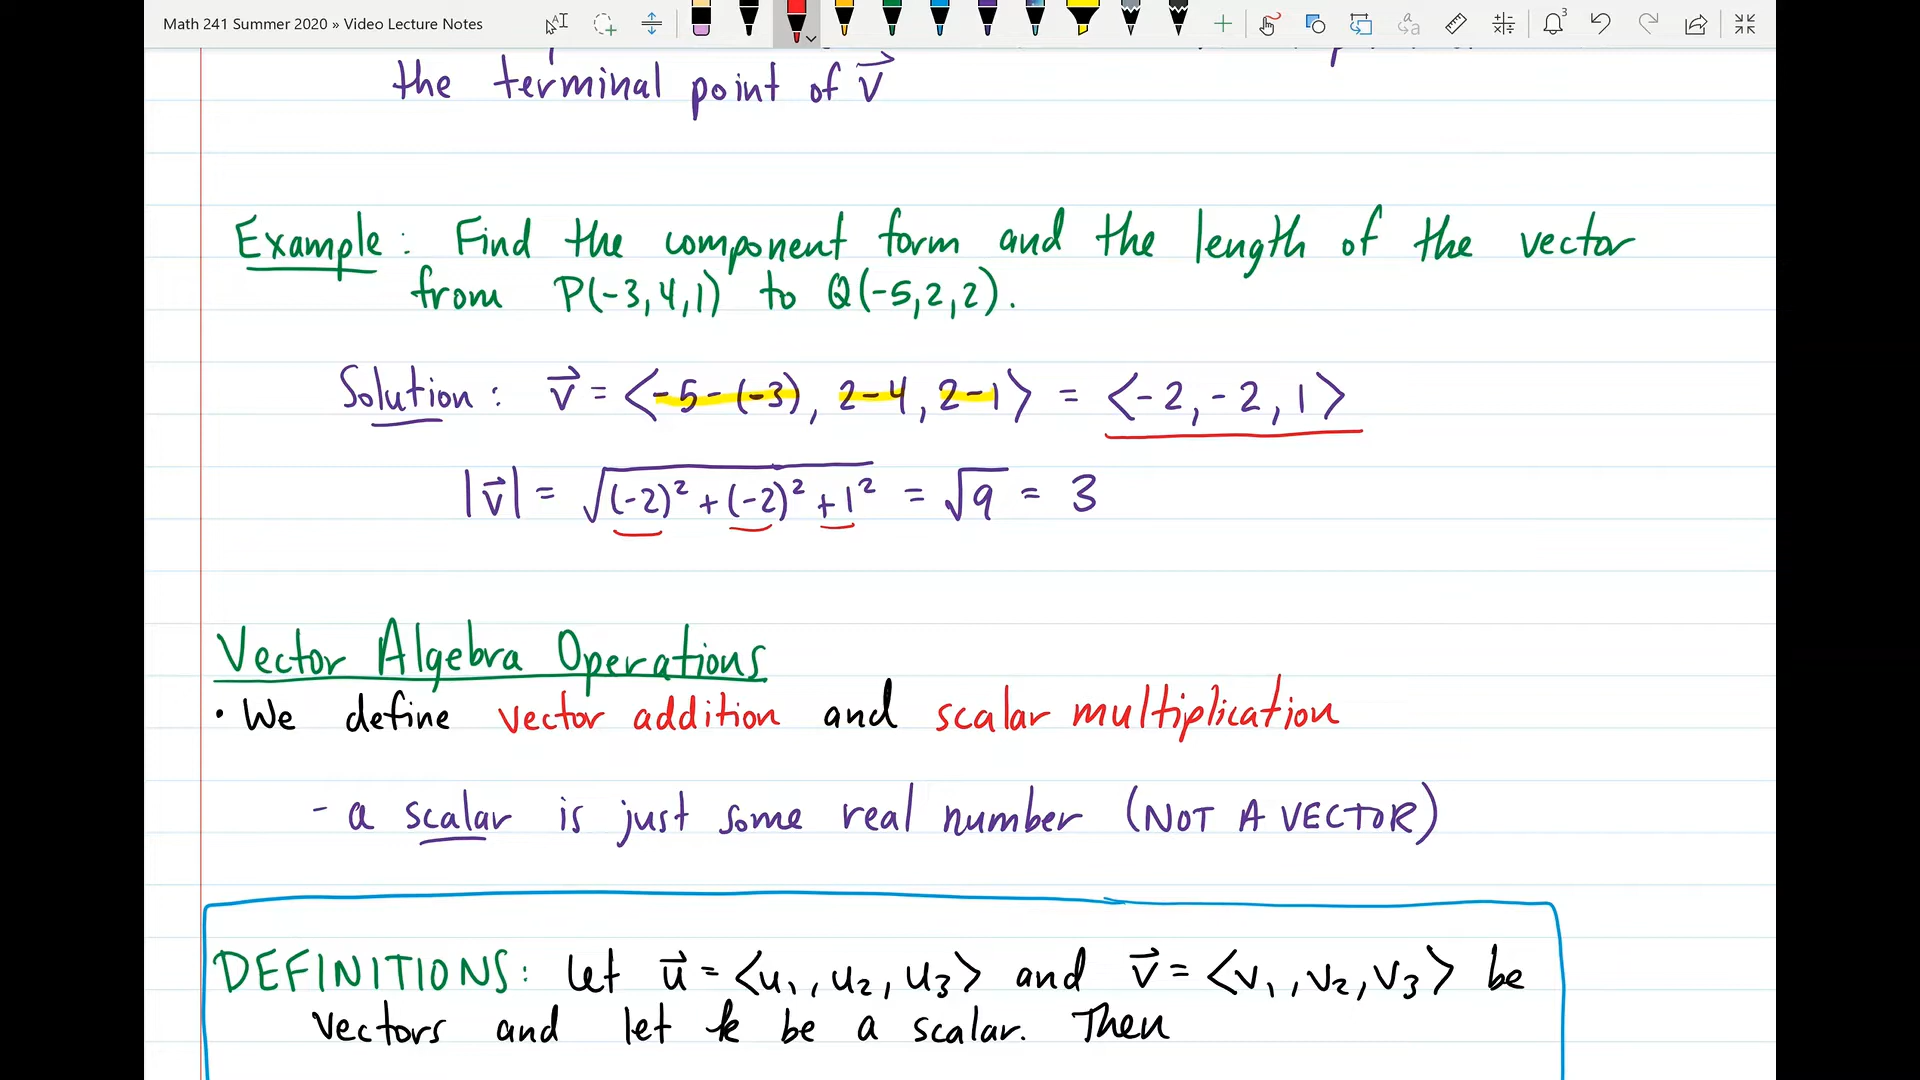 Math 241 Summer 2020 » Video Lecture Notes
3
the terminal point of v⃗
Example: Find the component form and the length of the vector
from P(-3,4,1) to Q(-5,2,2).
Solution: v⃗ = ⟨-5-(-3), 2-4, 2-1⟩ = ⟨-2,-2,1⟩
|v⃗| = √((-2)² + (-2)² + 1²) = √9 = 3
Vector Algebra Operations
• We define vector addition and scalar multiplication
- a scalar is just some real number (NOT A VECTOR)
DEFINITIONS: Let u⃗ = ⟨u₁, u₂, u₃⟩ and v⃗ = ⟨v₁, v₂, v₃⟩ be
vectors and let k be a scalar. Then